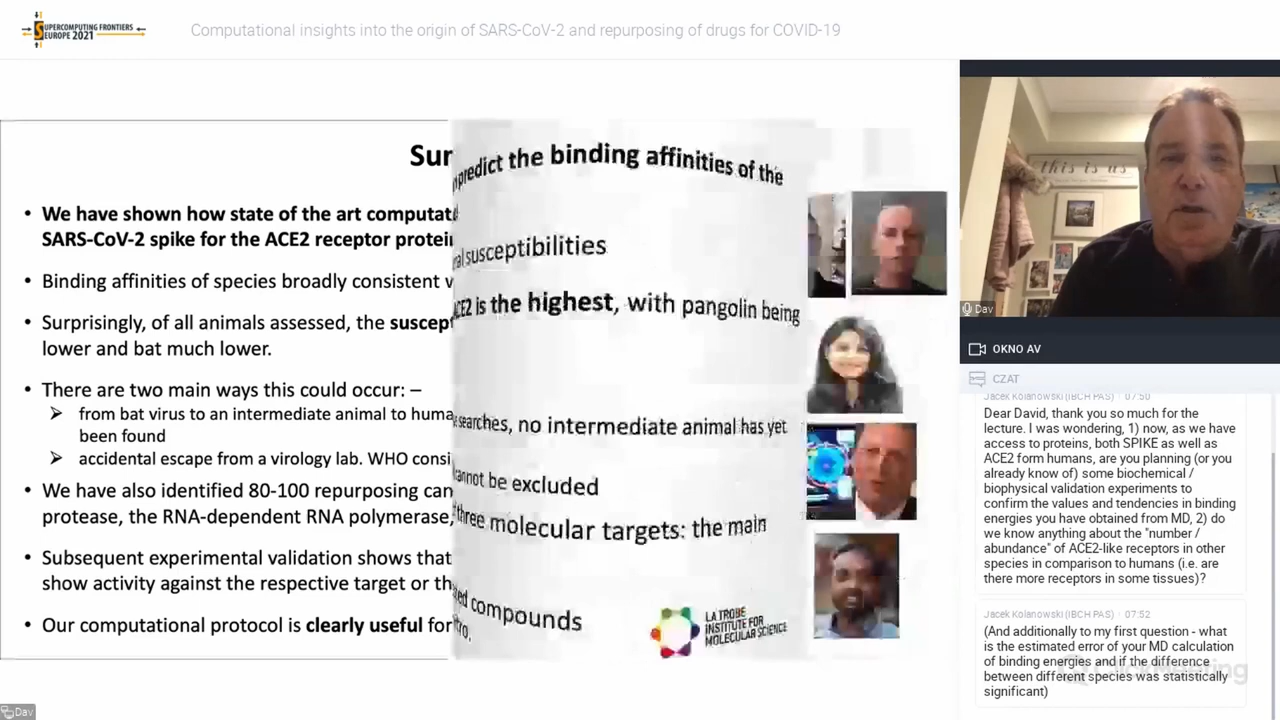 SUPERCOMPUTING FRONTIERS
EUROPE 2021
Computational insights into the origin of SARS-CoV-2 and repurposing of drugs for COVID-19
Sur
predict the binding affinities of the
• We have shown how state of the art computat
SARS-CoV-2 spike for the ACE2 receptor protei
susceptibilities
• Binding affinities of species broadly consistent
ACE2 is the highest, with pangolin being
• Surprisingly, of all animals assessed, the suscept
lower and bat much lower.
• There are two main ways this could occur: –
➢ from bat virus to an intermediate animal to huma
searches, no intermediate animal has yet
been found
➢ accidental escape from a virology lab. WHO consi
cannot be excluded
• We have also identified 80-100 repurposing can
three molecular targets: the main
protease, the RNA-dependent RNA polymerase,
• Subsequent experimental validation shows that
show activity against the respective target or th
compounds
• Our computational protocol is clearly useful for
LA TROBE
INSTITUTE FOR
MOLECULAR SCIENCE
this is us
Dav
OKNO AV
CZAT
Jacek Kolanowski (IBCH PAS) · 07:50
Dear David, thank you so much for the
lecture. I was wondering, 1) now, as we have
access to proteins, both SPIKE as well as
ACE2 form humans, are you planning (or you
already know of) some biochemical /
biophysical validation experiments to
confirm the values and tendencies in binding
energies you have obtained from MD, 2) do
we know anything about the "number /
abundance" of ACE2-like receptors in other
species in comparison to humans (i.e. are
there more receptors in some tissues)?
Jacek Kolanowski (IBCH PAS) · 07:52
(And additionally to my first question - what
is the estimated error of your MD calculation
of binding energies and if the difference
between different species was statistically
significant)
ClickMeeting
Dav